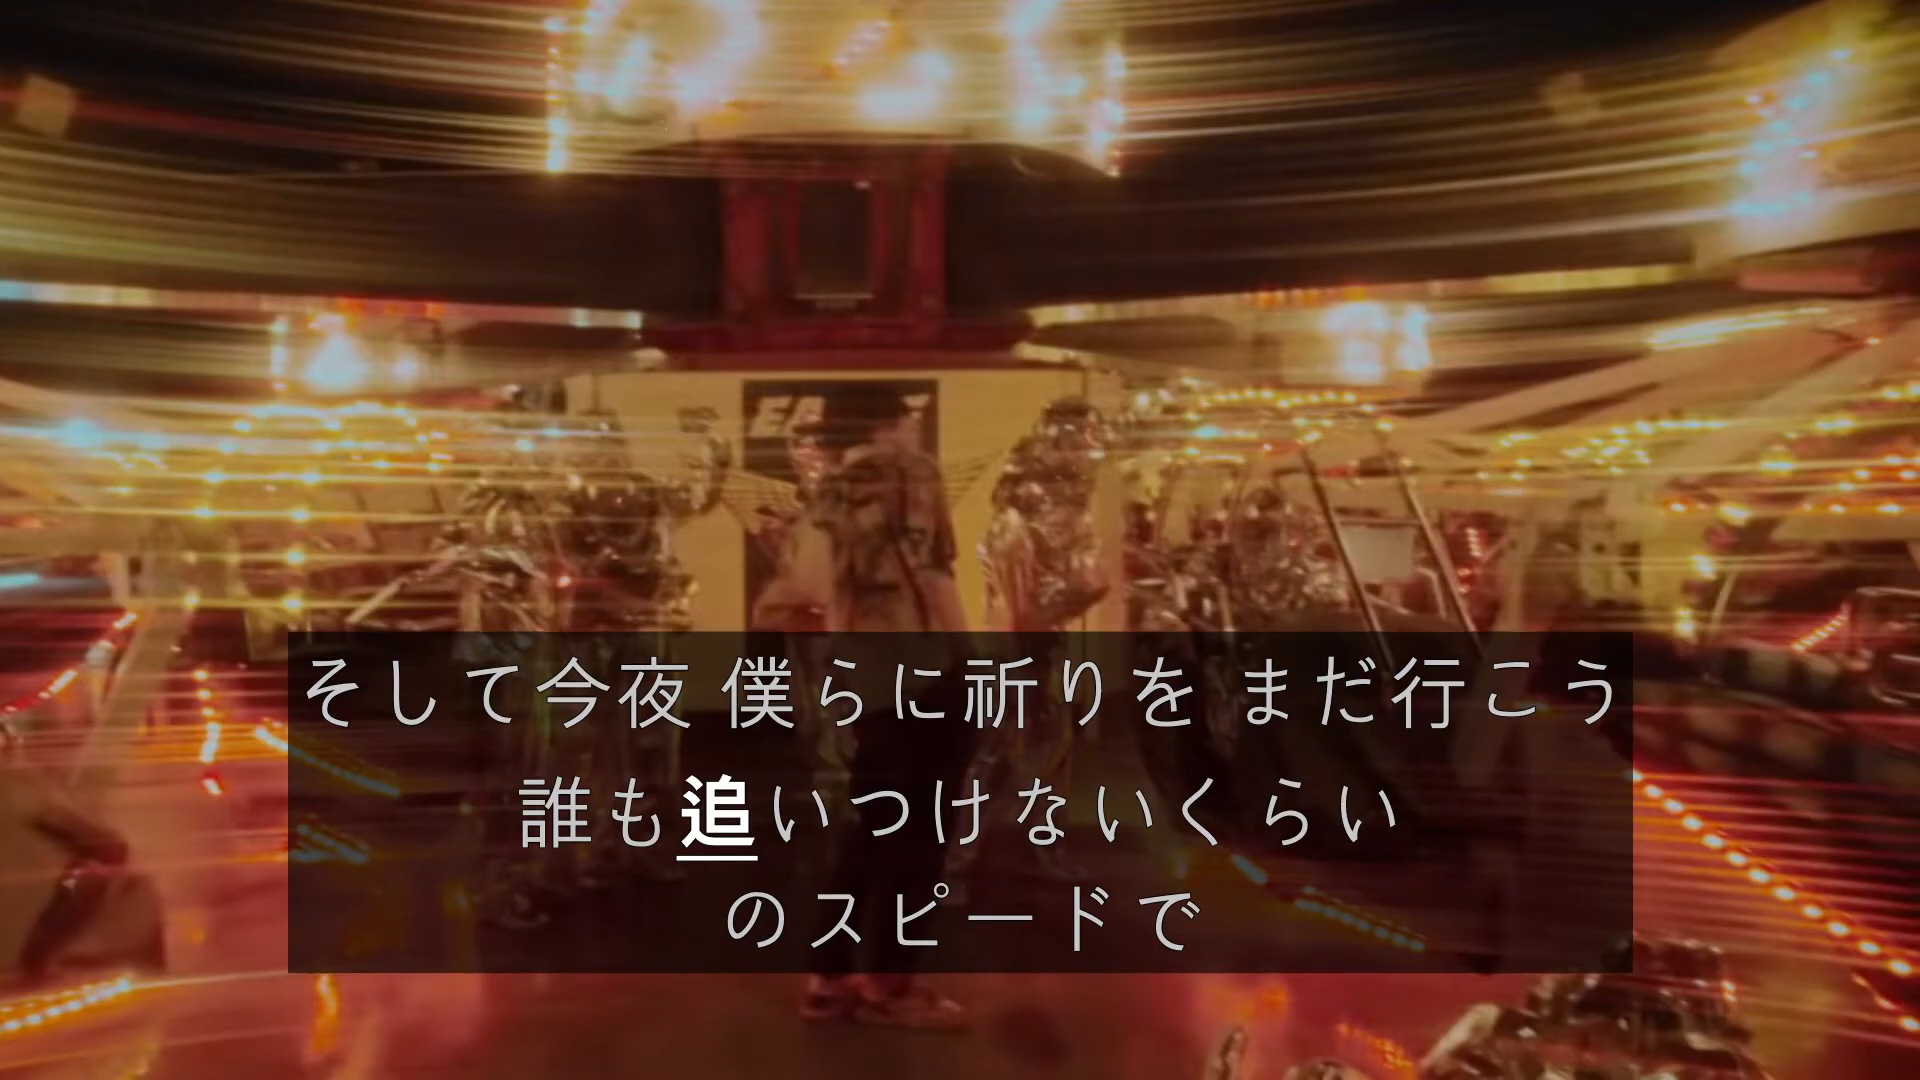 そして今夜 僕らに祈りを まだ行こう
誰も追いつけないくらい
のスピードで